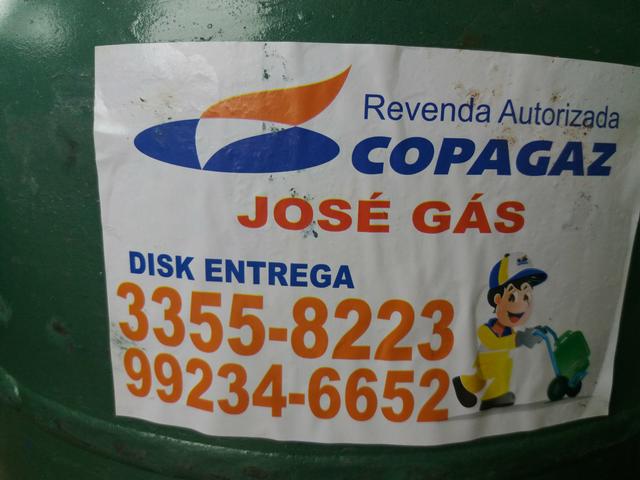 Revenda Autorizada
COPAGAZ
JOSÉ GÁS
DISK ENTREGA
3355-8223
99234-6652